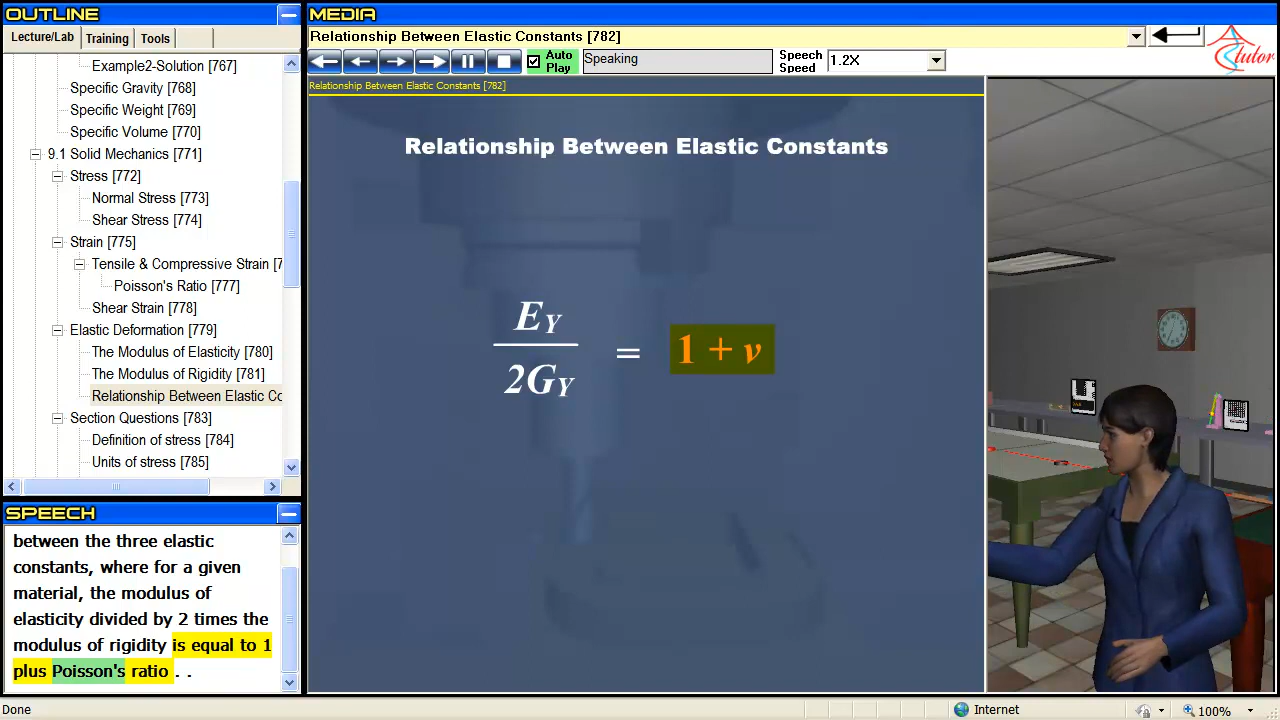 OUTLINE
Lecture/Lab Training Tools
Example2-Solution [767]
Specific Gravity [768]
Specific Weight [769]
Specific Volume [770]
9.1 Solid Mechanics [771]
Stress [772]
Normal Stress [773]
Shear Stress [774]
Strain [775]
Tensile & Compressive Strain [7
Poisson's Ratio [777]
Shear Strain [778]
Elastic Deformation [779]
The Modulus of Elasticity [780]
The Modulus of Rigidity [781]
Relationship Between Elastic Co
Section Questions [783]
Definition of stress [784]
Units of stress [785]
SPEECH
between the three elastic
constants, where for a given
material, the modulus of
elasticity divided by 2 times the
modulus of rigidity is equal to 1
plus Poisson's ratio . .
MEDIA
Relationship Between Elastic Constants [782]
Auto
Play
Speaking
Speech
Speed
1.2X
tutor
Relationship Between Elastic Constants [782]
Relationship Between Elastic Constants
E_Y
= 1 + v
2G_Y
Done
Internet
100%